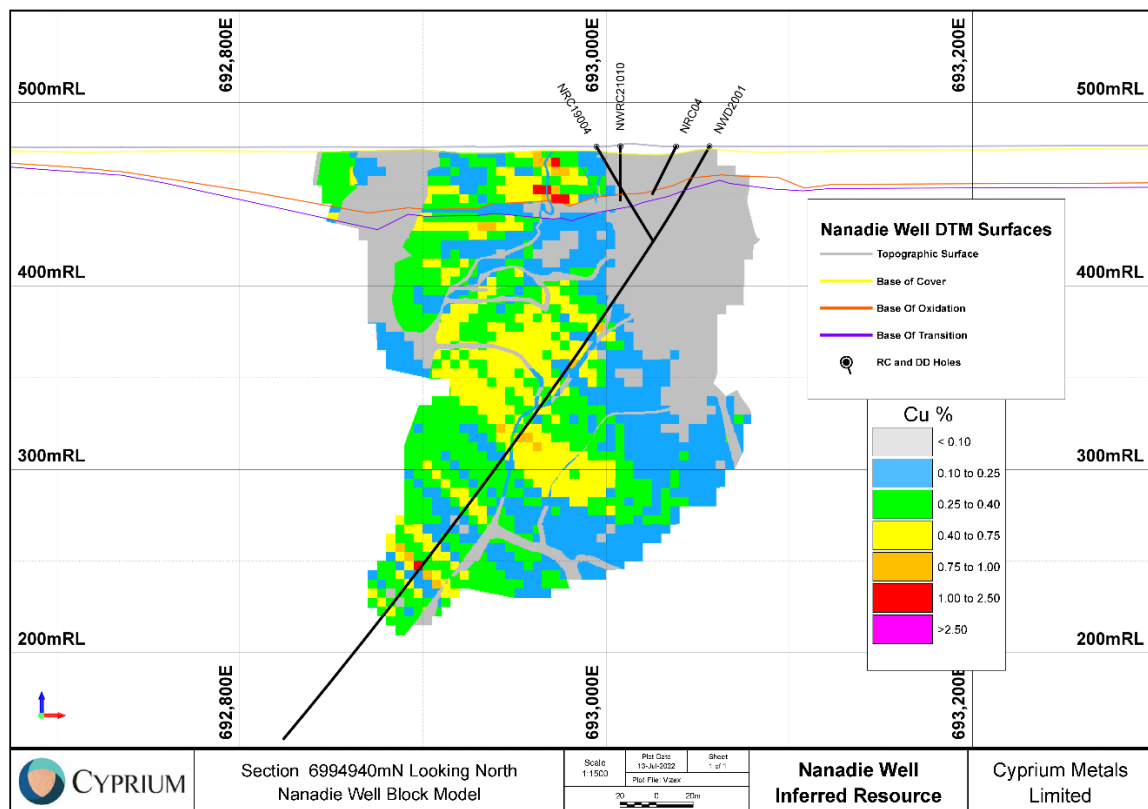 692,800E
693,000E
693,200E
500mRL
500mRL
NRC19004
NWRC21010
NRC04
NWD2001
Nanadie Well DTM Surfaces
Topographic Surface
Base of Cover
Base Of Oxidation
Base Of Transition
RC and DD Holes
400mRL
400mRL
Cu %
< 0.10
0.10 to 0.25
0.25 to 0.40
0.40 to 0.75
0.75 to 1.00
1.00 to 2.50
>2.50
300mRL
300mRL
200mRL
200mRL
692,800E
693,000E
693,200E
CYPRIUM
Section 6994940mN Looking North
Nanadie Well Block Model
Scale
1:1500
Plot Date
13-Jul-2022
Sheet
1 of 1
Plot File: Vizex
20 0 20m
Nanadie Well
Inferred Resource
Cyprium Metals
Limited